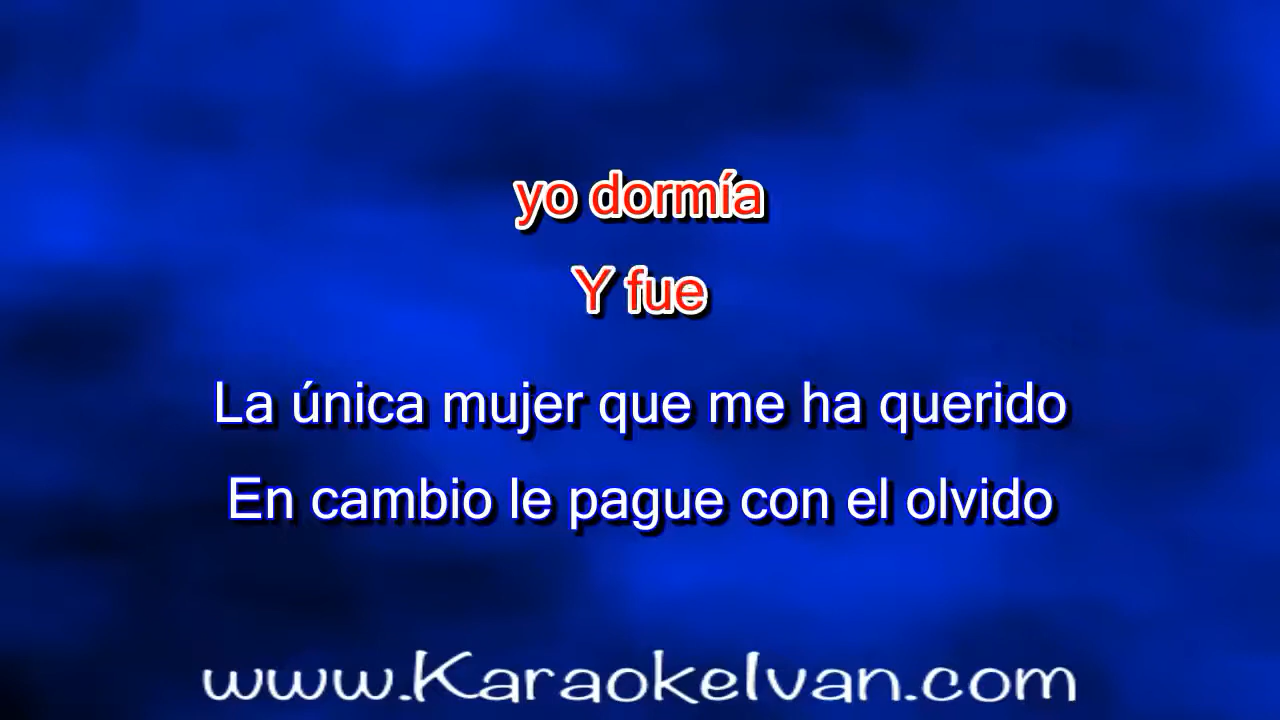 yo dormía
Y fue
La única mujer que me ha querido
En cambio le pague con el olvido
www.KaraokeIvan.com